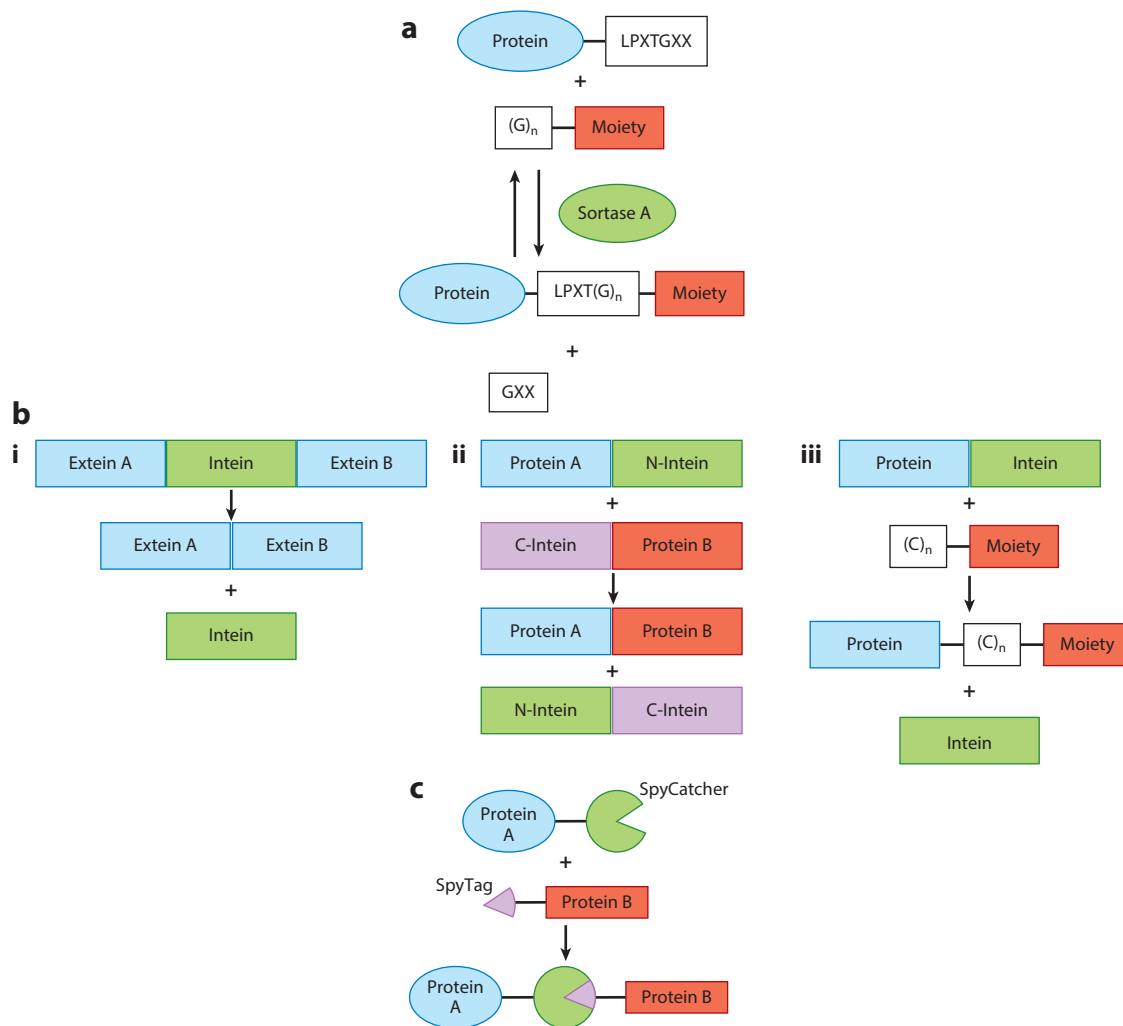 a
Protein
LPXTGXX
+
(G)n
Moiety
Sortase A
Protein
LPXT(G)n
Moiety
+
GXX
b
i
Extein A
Intein
Extein B
Extein A
Extein B
+
Intein
ii
Protein A
N-Intein
+
C-Intein
Protein B
Protein A
Protein B
+
N-Intein
C-Intein
iii
Protein
Intein
+
(C)n
Moiety
Protein
(C)n
Moiety
+
Intein
c
Protein
A
SpyCatcher
+
SpyTag
Protein B
Protein
A
Protein B